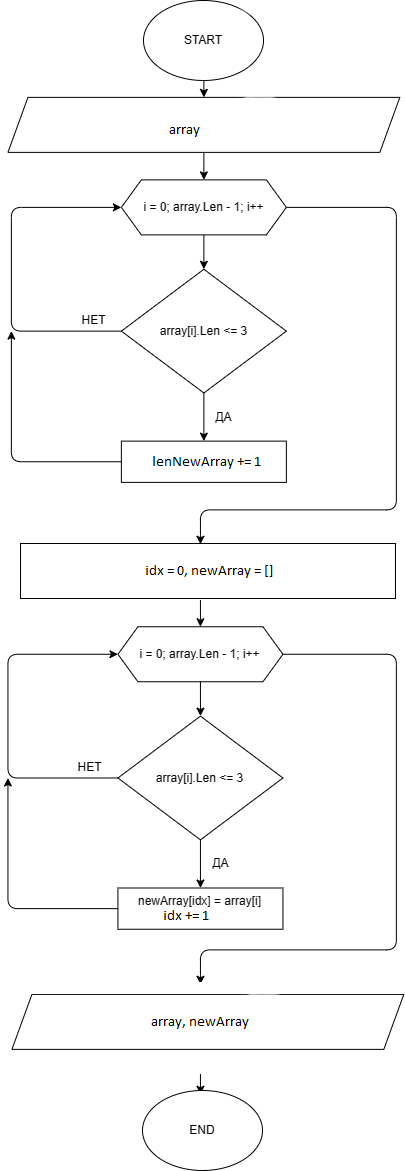 START
array
i = 0; array.Len - 1; i++
array[i].Len <= 3
НЕТ
ДА
lenNewArray += 1
idx = 0, newArray = []
i = 0; array.Len - 1; i++
array[i].Len <= 3
НЕТ
ДА
newArray[idx] = array[i]
idx += 1
array, newArray
END